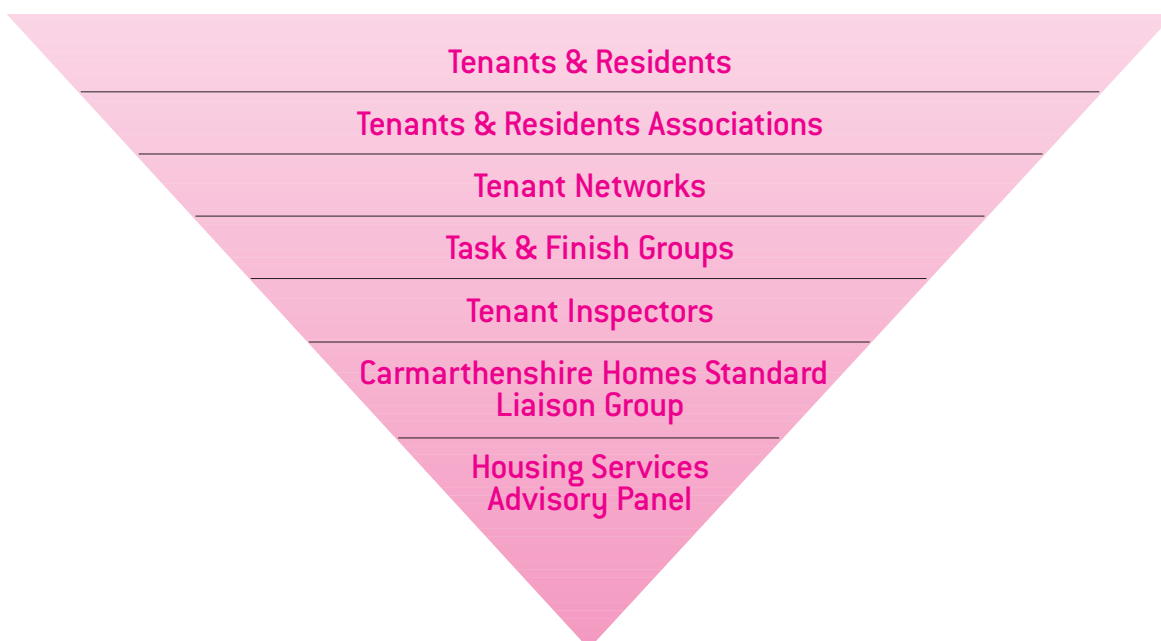 Tenants & Residents
Tenants & Residents Associations
Tenant Networks
Task & Finish Groups
Tenant Inspectors
Carmarthenshire Homes Standard
Liaison Group
Housing Services
Advisory Panel